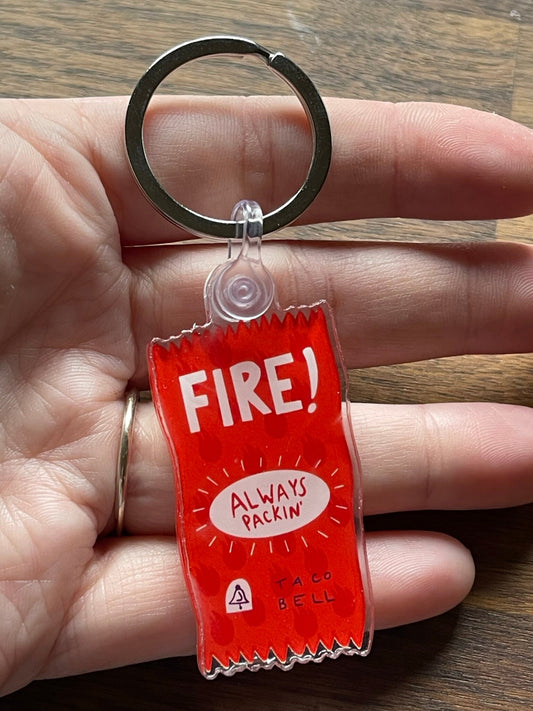 FIRE!
ALWAYS
PACKIN'
TACO
BELL